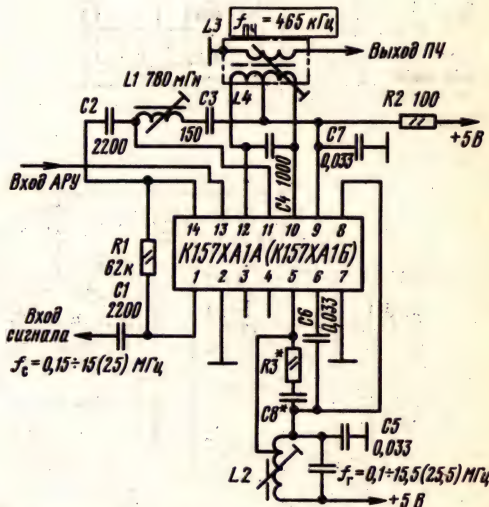 L3
fПЧ = 465 кГц
Выход ПЧ
L1 780 мГн
C2
C3
L4
R2 100
2200
150
C7
+5В
Вход АРУ
C4 1000
0,033
14 13 12 11 10 9 8
К157ХА1А (К157ХА1Б)
1 2 3 4 5 6 7
R1
62к
C1
2200
Вход
сигнала
fс = 0,15÷15(25) МГц
C6
0,033
R3*
C8*
C5
0,033
L2
fг = 0,1÷15,5(25,5) МГц
+5 В